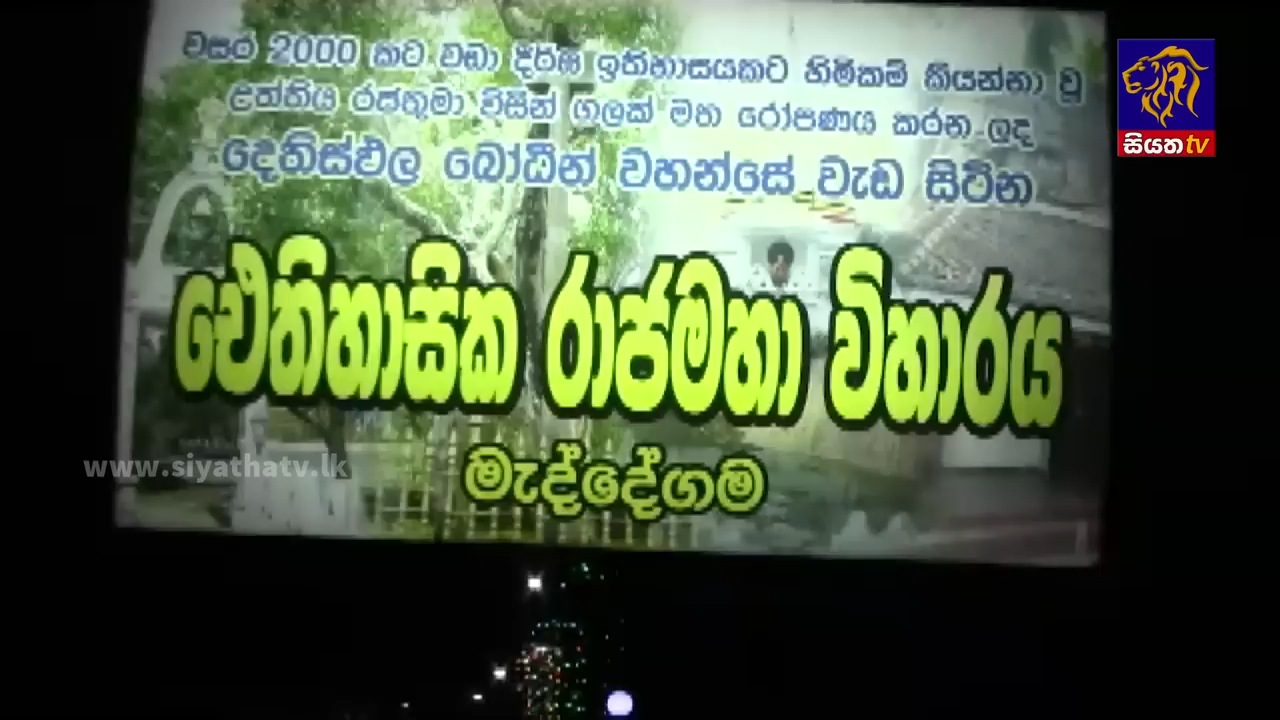 වසර 2000 කට වඩා දීර්ඝ ඉතිහාසයකට හිමිකම් කියන්නා වූ
උත්තිය රජතුමා විසින් ගලක් මත රෝපණය කරන ලද
දෙතිස්ඵල බෝධීන් වහන්සේ වැඩ සිටින
ඓතිහාසික රාජමහා විහාරය
මැද්දේගම
සියත tv
www.siyathatv.lk